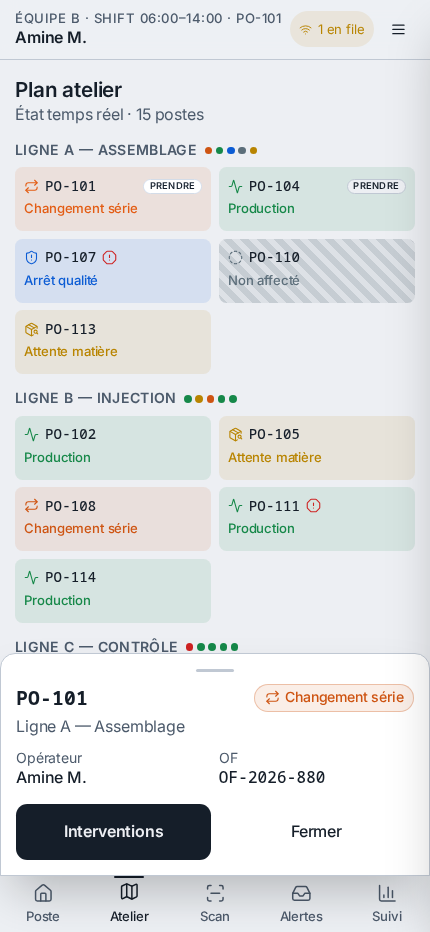 ÉQUIPE B · SHIFT 06:00–14:00 · PO-101
Amine M.
1 en file
Plan atelier
État temps réel · 15 postes
LIGNE A — ASSEMBLAGE
PO-101 PRENDRE
Changement série
PO-104 PRENDRE
Production
PO-107
Arrêt qualité
PO-110
Non affecté
PO-113
Attente matière
LIGNE B — INJECTION
PO-102
Production
PO-105
Attente matière
PO-108
Changement série
PO-111
Production
PO-114
Production
LIGNE C — CONTRÔLE
PO-101
Changement série
Ligne A — Assemblage
Opérateur
Amine M.
OF
OF-2026-880
Interventions
Fermer
Poste
Atelier
Scan
Alertes
Suivi